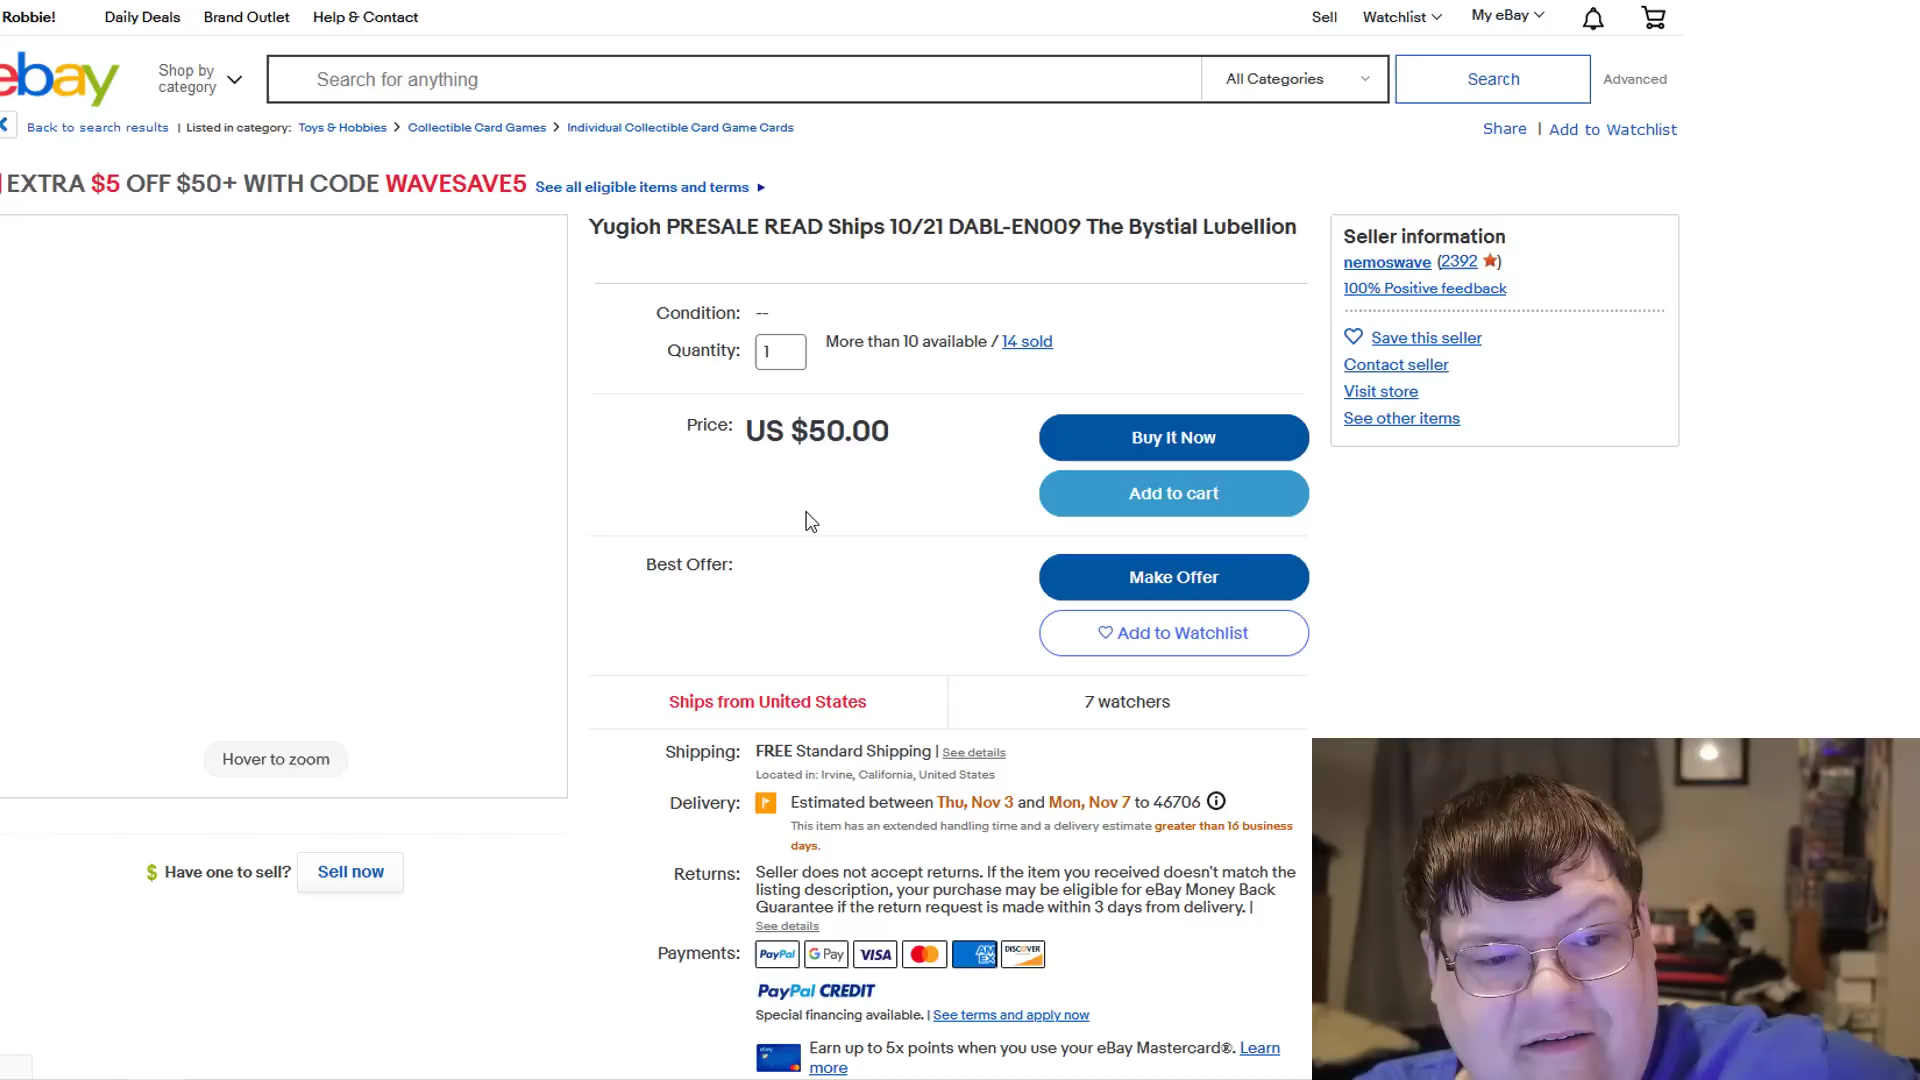 Robbie!
Daily Deals
Brand Outlet
Help & Contact
Sell
Watchlist
My eBay
ebay
Shop by
category
Search for anything
All Categories
Search
Advanced
Back to search results | Listed in category: Toys & Hobbies > Collectible Card Games > Individual Collectible Card Game Cards
Share | Add to Watchlist
EXTRA $5 OFF $50+ WITH CODE WAVESAVE5 See all eligible items and terms ▸
Yugioh PRESALE READ Ships 10/21 DABL-EN009 The Bystial Lubellion
Seller information
nemoswave (2392 ★)
100% Positive feedback
Save this seller
Contact seller
Visit store
See other items
Condition: --
Quantity: 1 More than 10 available / 14 sold
Price: US $50.00
Buy It Now
Add to cart
Best Offer:
Make Offer
Add to Watchlist
Ships from United States
7 watchers
Hover to zoom
Have one to sell? Sell now
Shipping: FREE Standard Shipping | See details
Located in: Irvine, California, United States
Delivery: Estimated between Thu, Nov 3 and Mon, Nov 7 to 46706
This item has an extended handling time and a delivery estimate greater than 16 business
days.
Returns: Seller does not accept returns. If the item you received doesn't match the
listing description, your purchase may be eligible for eBay Money Back
Guarantee if the return request is made within 3 days from delivery. |
See details
Payments: PayPal G Pay VISA AMEX DISCOVER
PayPal CREDIT
Special financing available. | See terms and apply now
Earn up to 5x points when you use your eBay Mastercard®. Learn
more